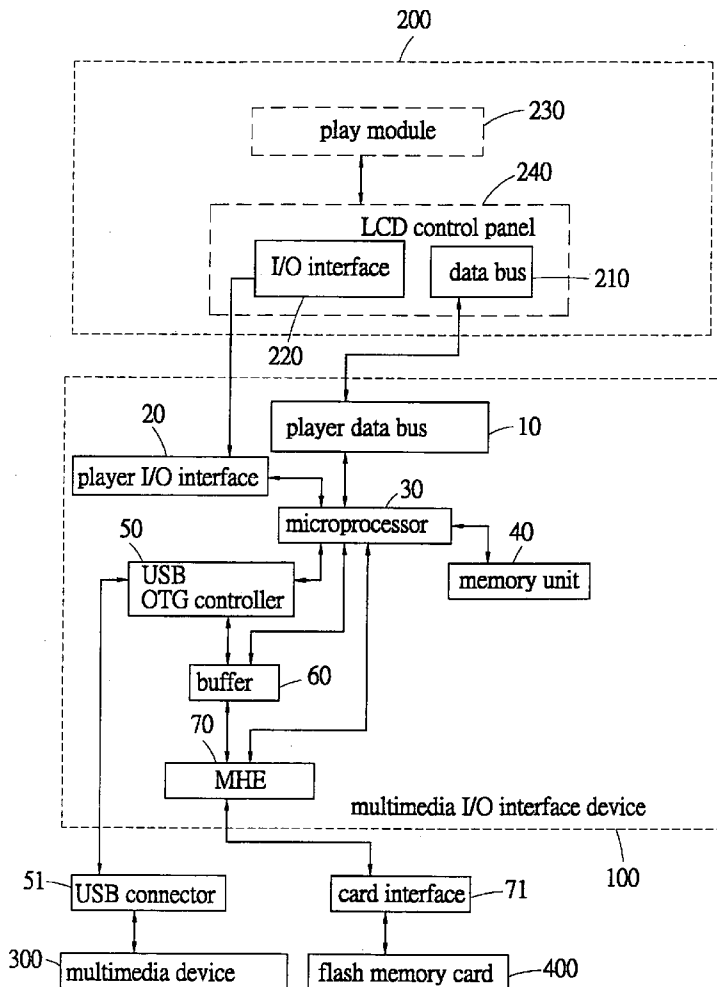 200
230
play module
240
LCD control panel
I/O interface
data bus
210
220
20
player data bus
10
player I/O interface
30
microprocessor
50
40
USB
OTG controller
memory unit
buffer
60
70
MHE
multimedia I/O interface device
51
USB connector
card interface
71
100
300
multimedia device
flash memory card
400